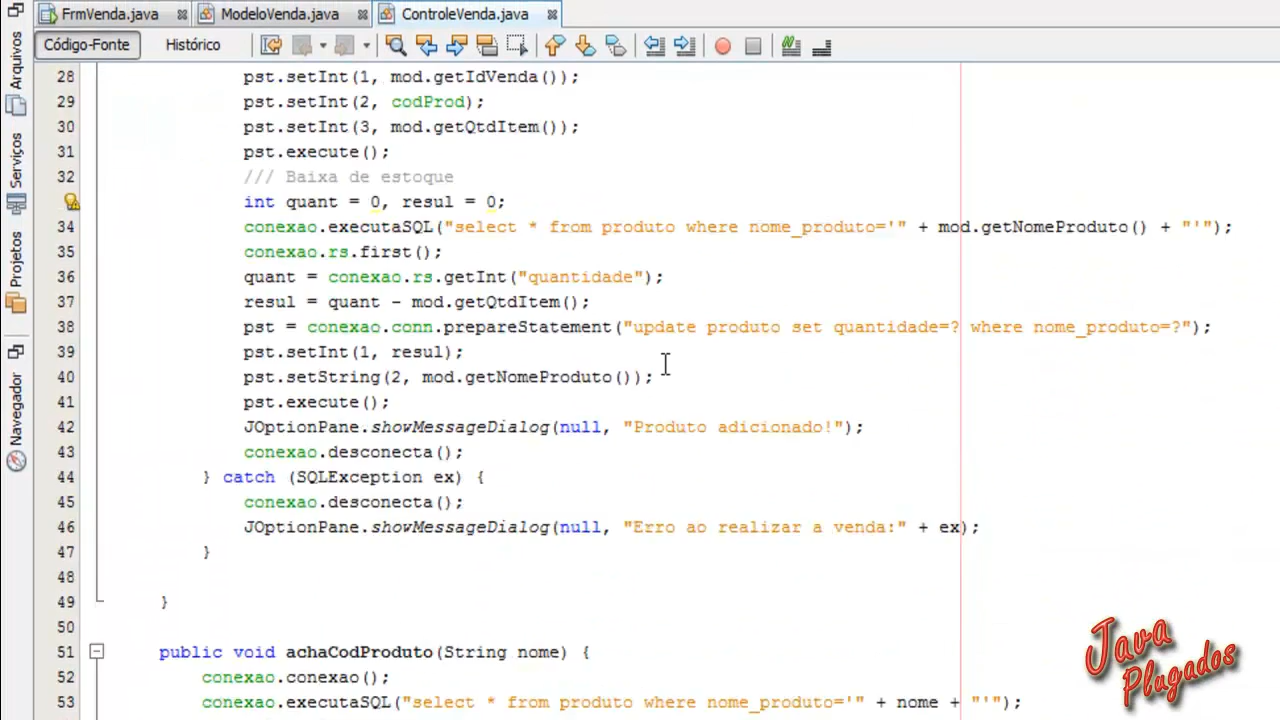 FrmVenda.java ModeloVenda.java ControleVenda.java
Código-Fonte Histórico
Arquivos
Serviços
Projetos
Navegador
28 pst.setInt(1, mod.getIdVenda());
29 pst.setInt(2, codProd);
30 pst.setInt(3, mod.getQtdItem());
31 pst.execute();
32 /// Baixa de estoque
int quant = 0, resul = 0;
34 conexao.executaSQL("select * from produto where nome_produto='" + mod.getNomeProduto() + "'");
35 conexao.rs.first();
36 quant = conexao.rs.getInt("quantidade");
37 resul = quant - mod.getQtdItem();
38 pst = conexao.conn.prepareStatement("update produto set quantidade=? where nome_produto=?");
39 pst.setInt(1, resul);
40 pst.setString(2, mod.getNomeProduto());
41 pst.execute();
42 JOptionPane.showMessageDialog(null, "Produto adicionado!");
43 conexao.desconecta();
44 } catch (SQLException ex) {
45 conexao.desconecta();
46 JOptionPane.showMessageDialog(null, "Erro ao realizar a venda:" + ex);
47 }
48
49 }
50
51 public void achaCodProduto(String nome) {
52 conexao.conexao();
53 conexao.executaSQL("select * from produto where nome_produto='" + nome + "'");
Java
Plugados